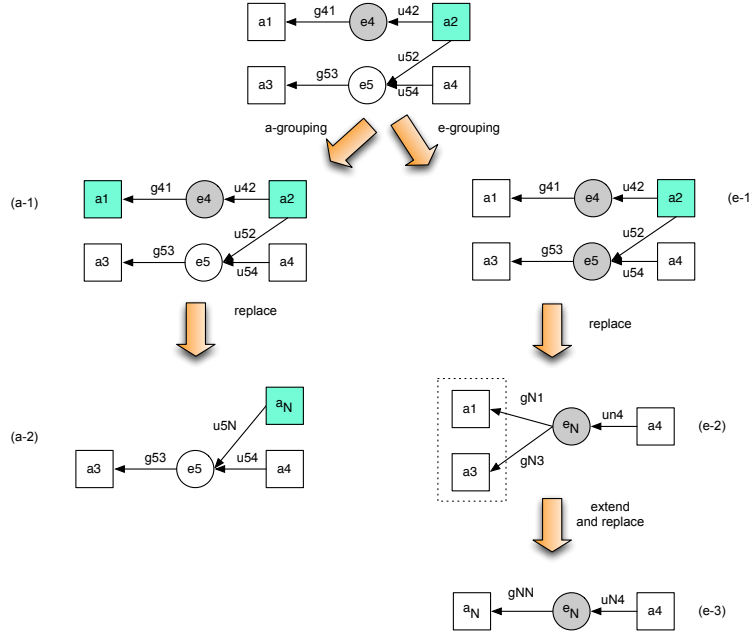 a1 g41 e4 u42 a2
u52
a3 g53 e5 u54 a4
a-grouping e-grouping
(a-1) a1 g41 e4 u42 a2
u52
a3 g53 e5 u54 a4
a1 g41 e4 u42 a2 (e-1
u52
a3 g53 e5 u54 a4
replace replace
(a-2) aN
u5N
a3 g53 e5 u54 a4
a1 gN1 eN un4 a4 (e-2)
a3 gN3
extend
and replace
aN gNN eN uN4 a4 (e-3)